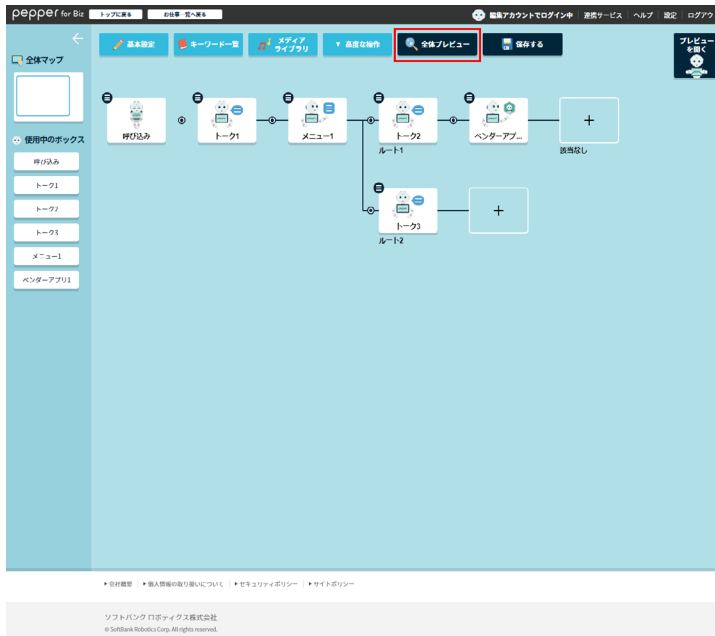 pepper for Biz
トップに戻る
お仕事一覧へ戻る
編集アカウントでログイン中
連携サービス
ヘルプ
設定
ログアウ
全体マップ
使用中のボックス
呼び込み
トーク1
トーク2
トーク3
メニュー1
ベンダーアプリ1
基本設定
キーワード一覧
メディア
ライブラリ
▼ 高度な操作
全体プレビュー
保存する
プレビュー
を開く
呼び込み
トーク1
メニュー1
トーク2
ベンダーアプ...
ルート1
該当なし
トーク3
ルート2
会社概要
個人情報の取り扱いについて
セキュリティポリシー
サイトポリシー
ソフトバンク ロボティクス株式会社
© SoftBank Robotics Corp. All rights reserved.